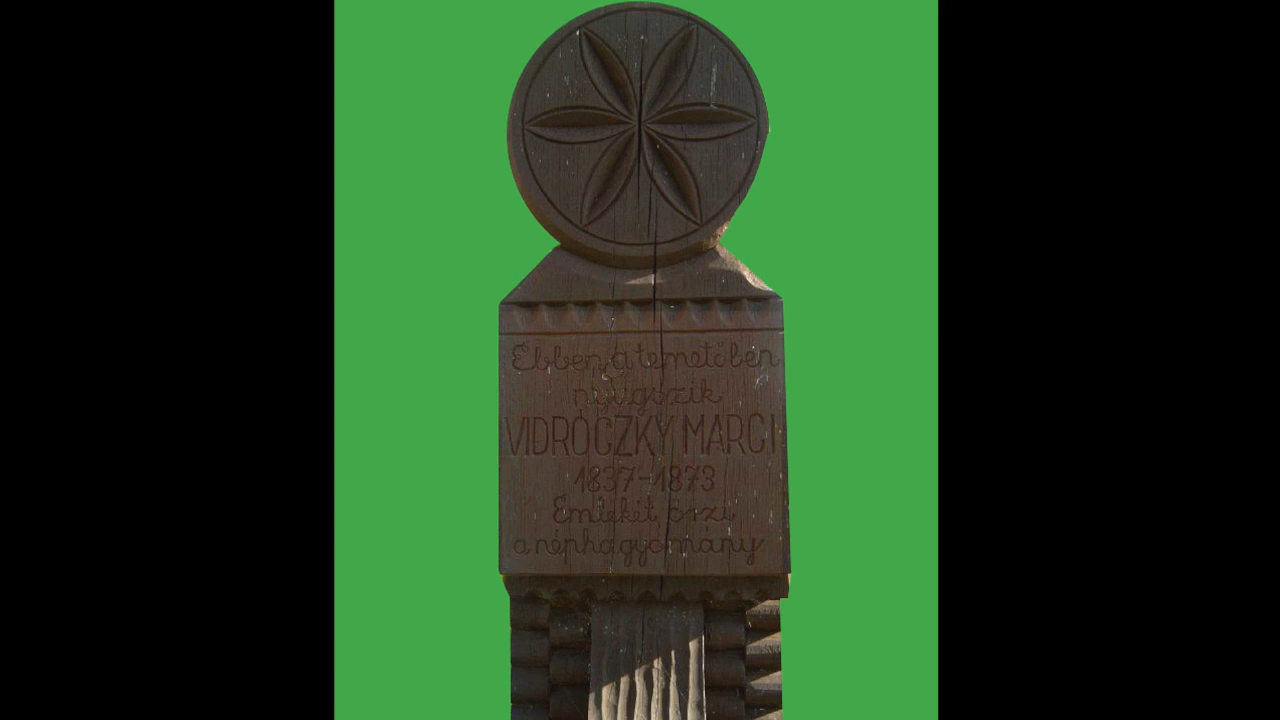 Ebben a temetőben
nyugszik
VIDRÓCZKY MARCI
1837-1873
Emlékét őrzi
a néphagyomány